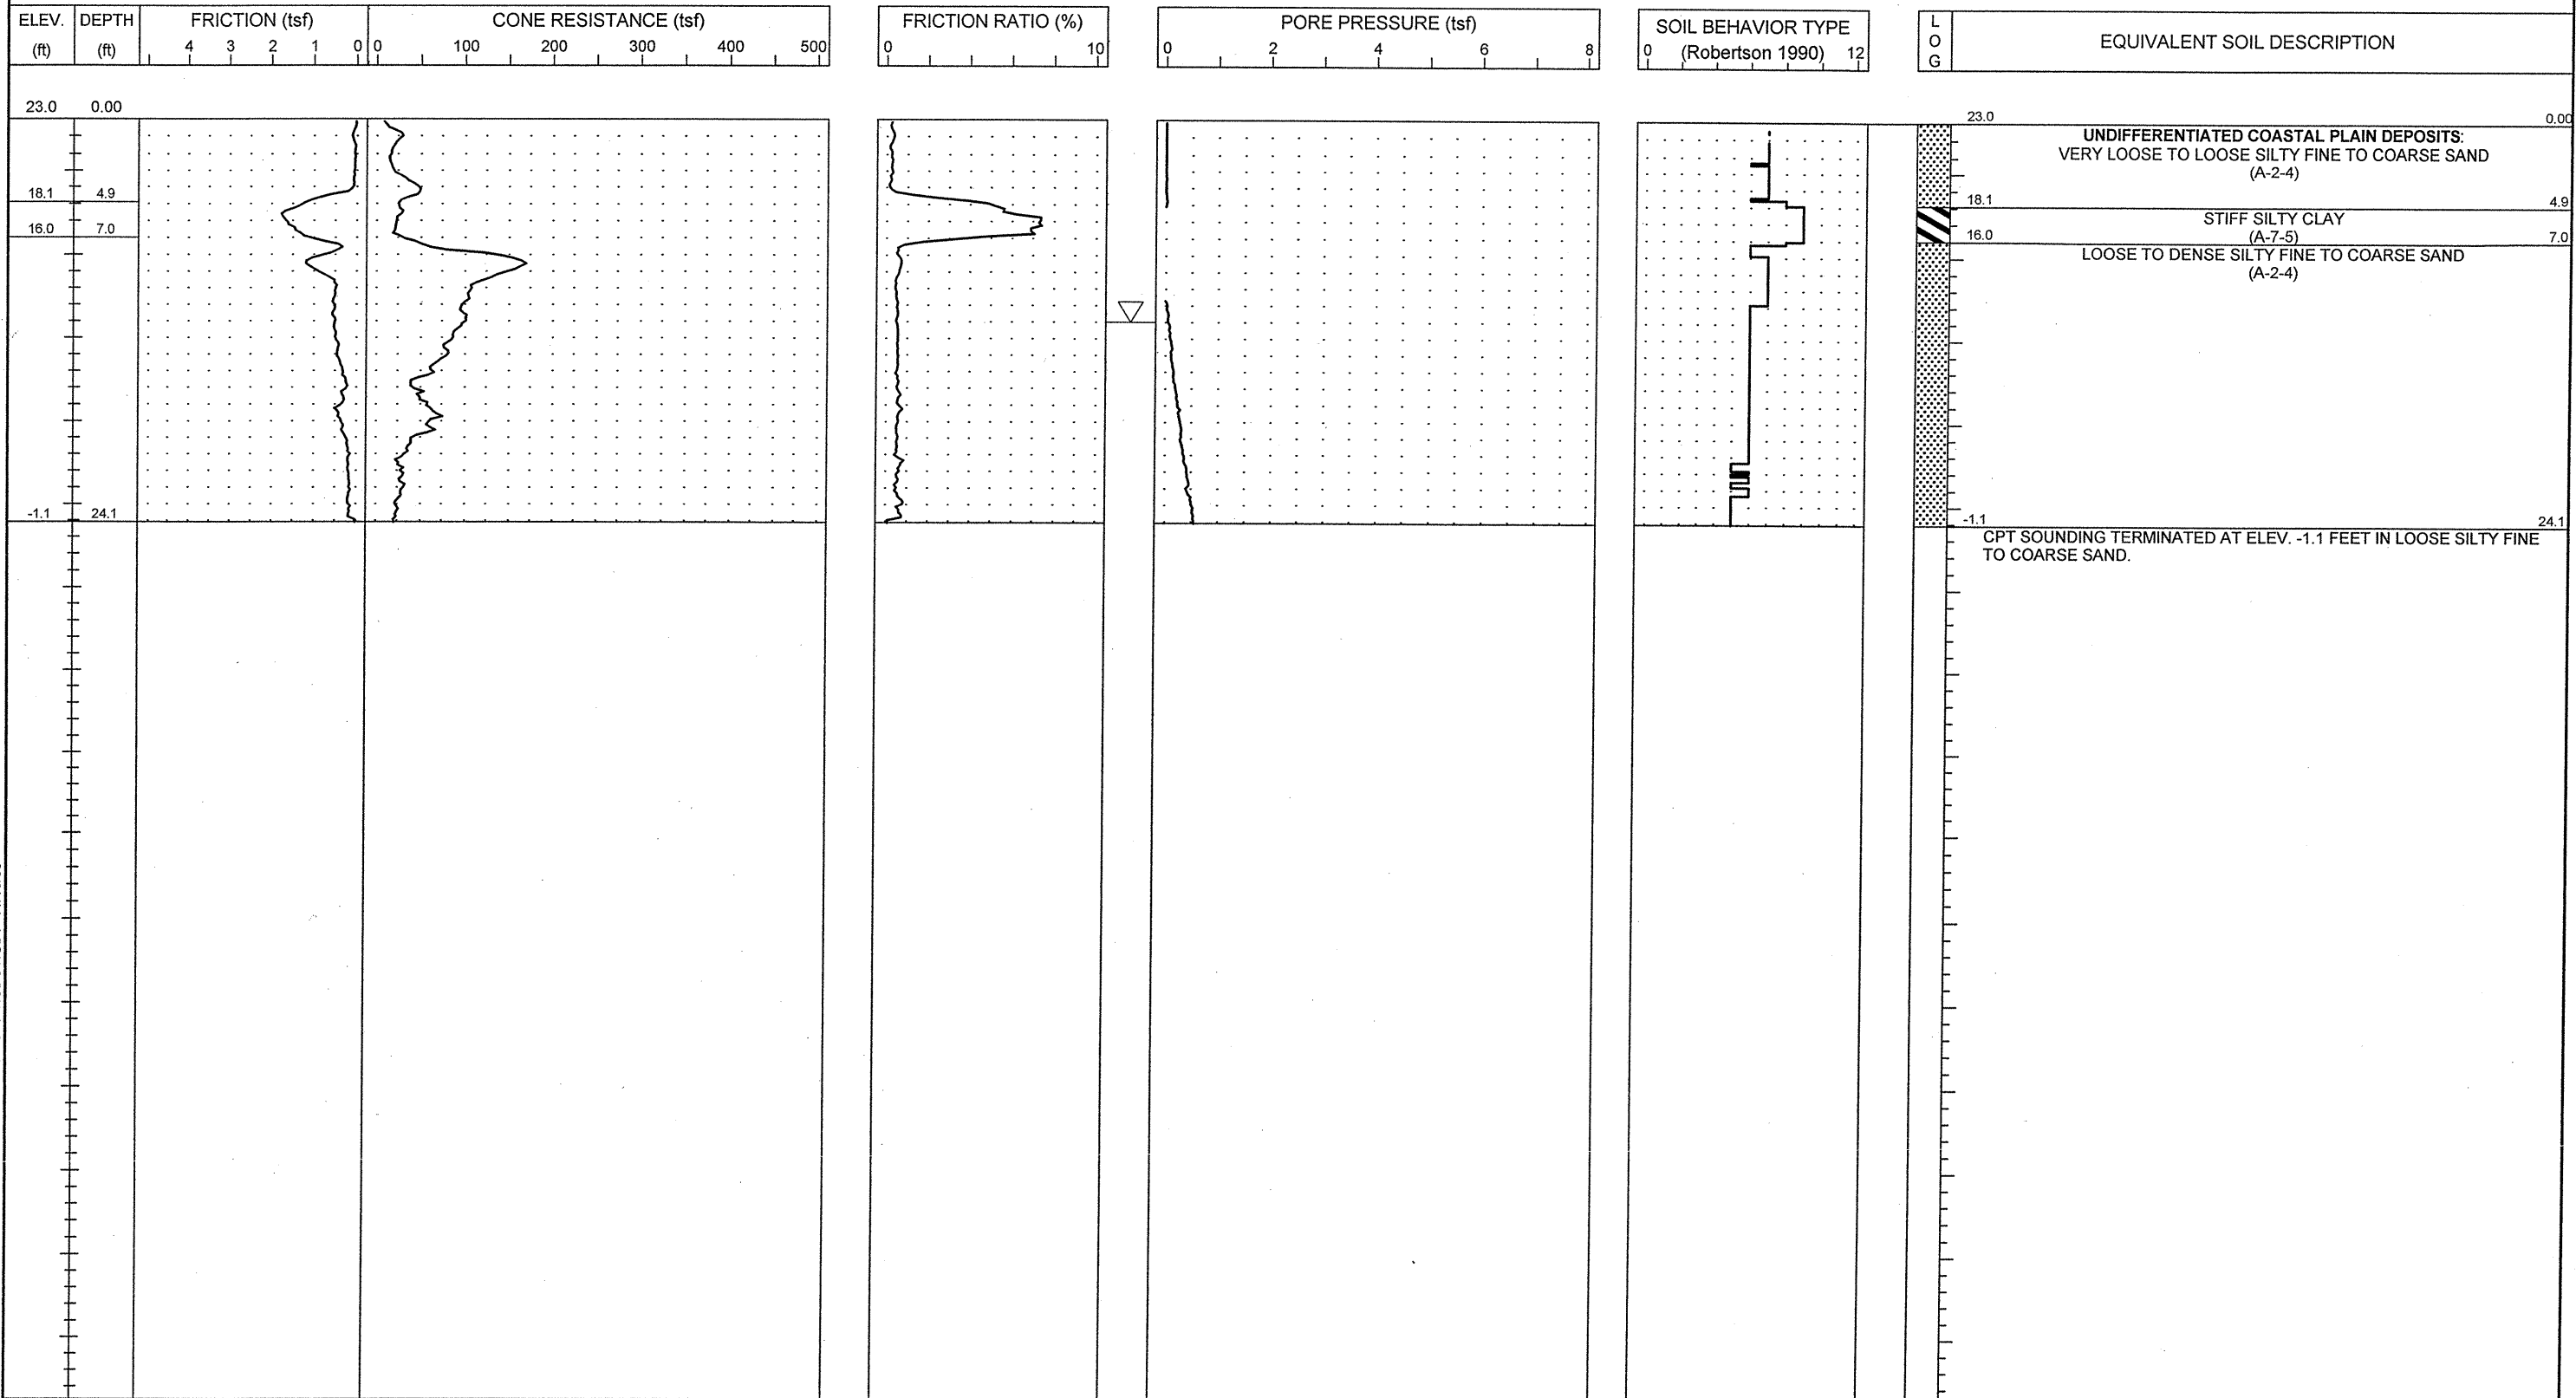 ELEV.
(ft)
DEPTH
(ft)
FRICTION (tsf)
4 3 2 1 0
CONE RESISTANCE (tsf)
0 100 200 300 400 500
FRICTION RATIO (%)
0 10
PORE PRESSURE (tsf)
0 2 4 6 8
SOIL BEHAVIOR TYPE
(Robertson 1990)
0 12
L
O
G
EQUIVALENT SOIL DESCRIPTION
23.0 0.00
18.1 4.9
16.0 7.0
-1.1 24.1
23.0 0.00
UNDIFFERENTIATED COASTAL PLAIN DEPOSITS:
VERY LOOSE TO LOOSE SILTY FINE TO COARSE SAND
(A-2-4)
18.1 4.9
STIFF SILTY CLAY
(A-7-5)
16.0 7.0
LOOSE TO DENSE SILTY FINE TO COARSE SAND
(A-2-4)
-1.1 24.1
CPT SOUNDING TERMINATED AT ELEV. -1.1 FEET IN LOOSE SILTY FINE
TO COARSE SAND.